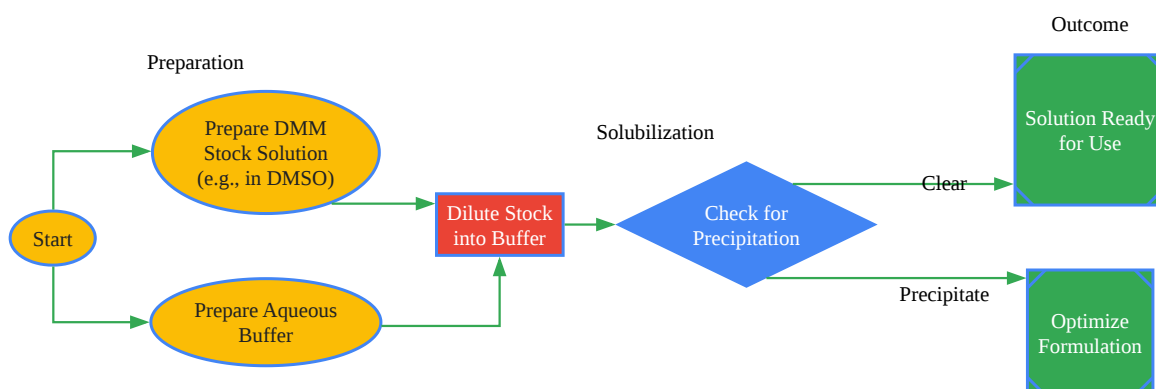 Outcome
Preparation
Solubilization
Start
Prepare DMM
Stock Solution
(e.g., in DMSO)
Prepare Aqueous
Buffer
Dilute Stock
into Buffer
Check for
Precipitation
Clear
Precipitate
Solution Ready
for Use
Optimize
Formulation